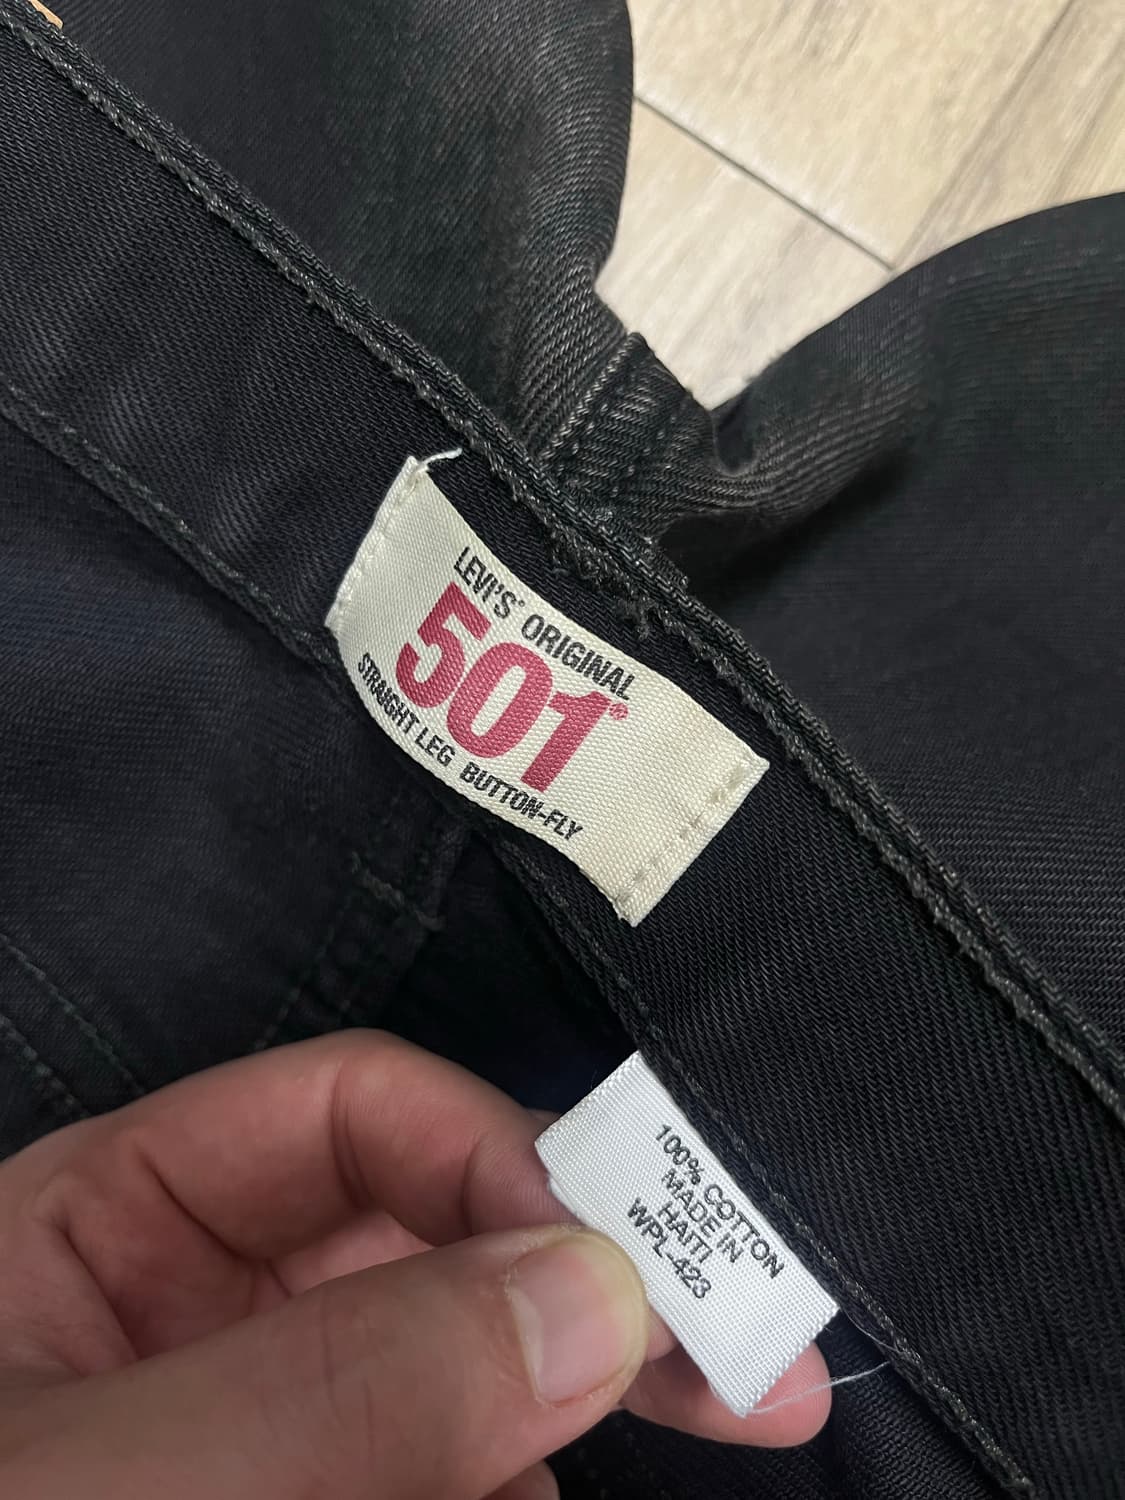 LEVI'S® ORIGINAL
501®
STRAIGHT LEG BUTTON-FLY
100% COTTON
MADE IN
HAITI
WPL-423